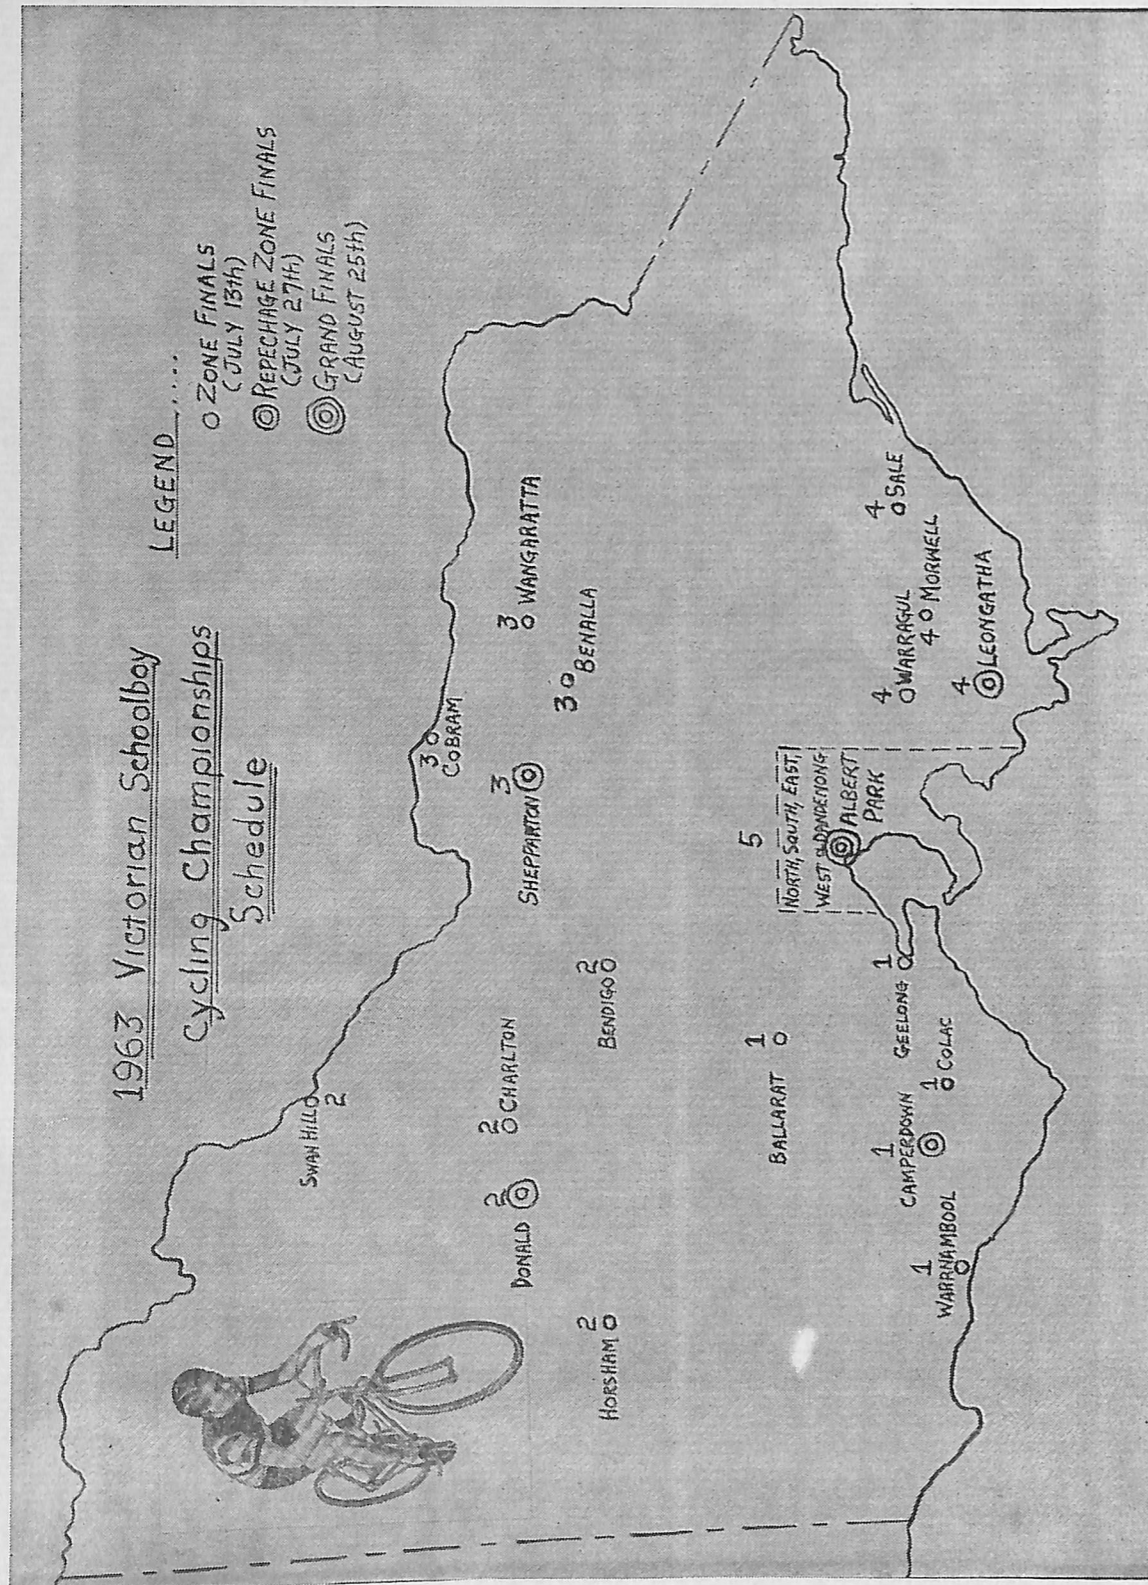 1963 Victorian Schoolboy
Cycling Championships
Schedule
LEGEND.....
O ZONE FINALS
(JULY 13th)
REPECHAGE ZONE FINALS
(JULY 27th)
GRAND FINALS
(AUGUST 25th)
SWAN HILL
2
3
COBRAM
2
DONALD
2
CHARLTON
3
SHEPPARTON
3
WANGARATTA
3
BENALLA
2
HORSHAM
2
BENDIGO
1
BALLARAT
5
NORTH, SOUTH, EAST,
WEST & DANDENONG
ALBERT
PARK
1
WARRNAMBOOL
1
CAMPERDOWN
1
COLAC
1
GEELONG
4
WARRAGUL
4
MORWELL
4
SALE
4
LEONGATHA